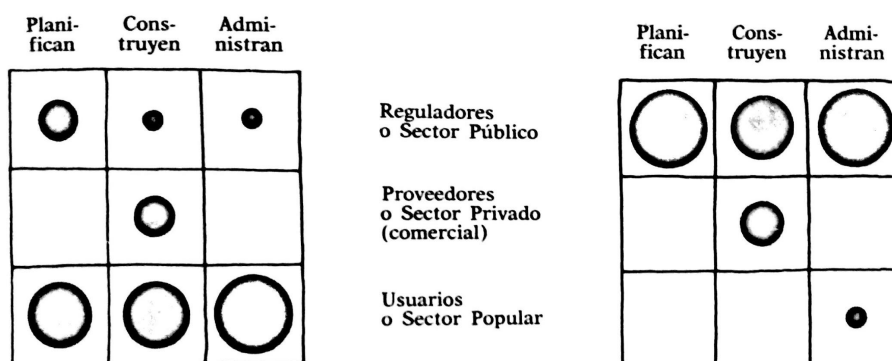 Plani-
fican
Cons-
truyen
Admi-
nistran
Reguladores
o Sector Público
Proveedores
o Sector Privado
(comercial)
Usuarios
o Sector Popular
Plani-
fican
Cons-
truyen
Admi-
nistran